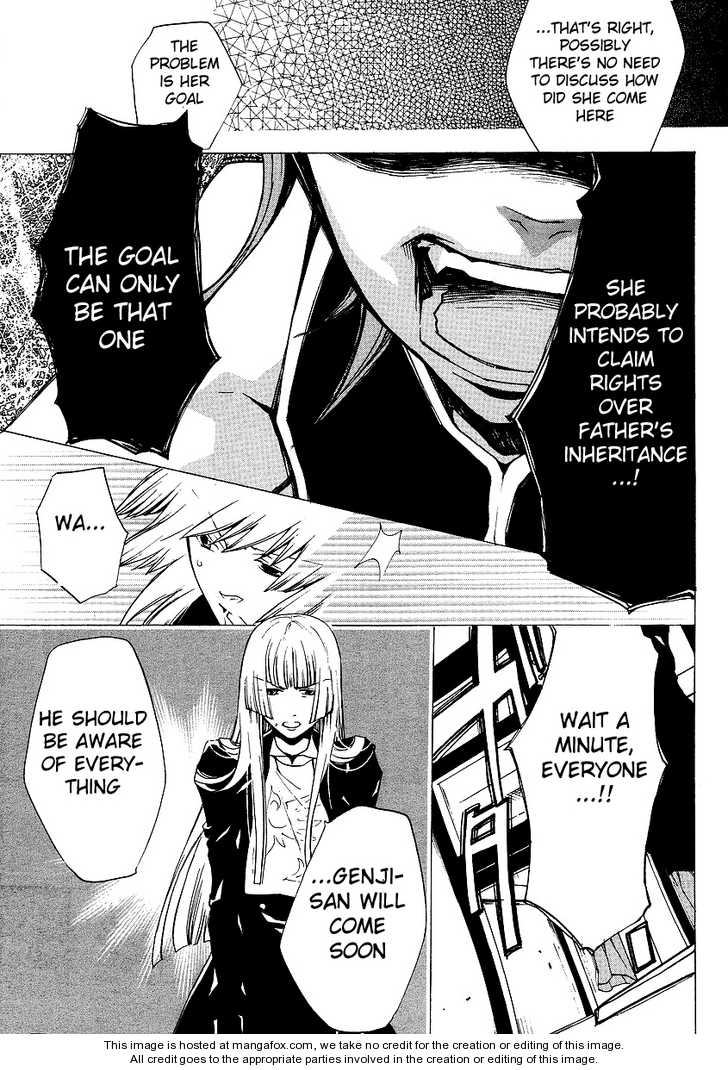 ...THAT'S RIGHT,
POSSIBLY
THERE'S NO NEED
TO DISCUSS HOW
DID SHE COME
HERE
THE
PROBLEM
IS HER
GOAL
SHE
PROBABLY
INTENDS TO
CLAIM
RIGHTS
OVER
FATHER'S
INHERITANCE
...!
THE GOAL
CAN ONLY
BE THAT
ONE
WA...
WAIT A
MINUTE,
EVERYONE
...!!
...GENJI-
SAN WILL
COME
SOON
HE SHOULD
BE AWARE
OF EVERY-
THING
This image is hosted at mangafox.com, we take no credit for the creation or editing of this image.
All credit goes to the appropriate parties involved in the creation or editing of this image.